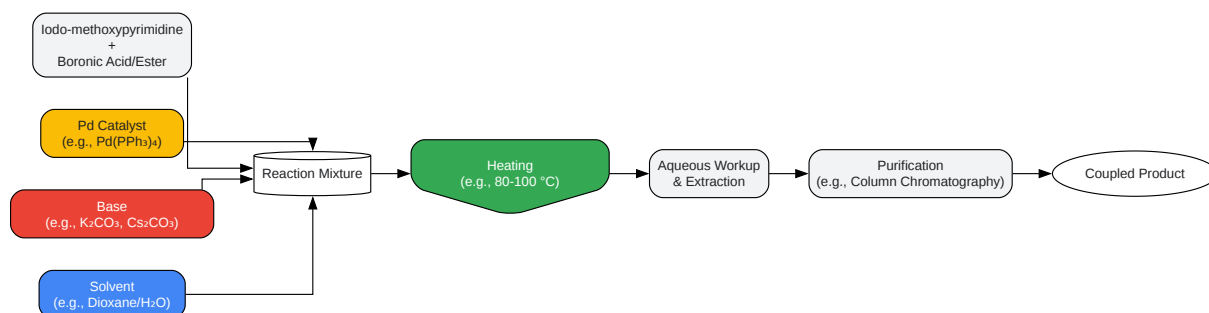 Iodo-methoxypyrimidine
+
Boronic Acid/Ester
Pd Catalyst
(e.g., Pd(PPh₃)₄)
Base
(e.g., K₂CO₃, Cs₂CO₃)
Solvent
(e.g., Dioxane/H₂O)
Reaction Mixture
Heating
(e.g., 80-100 °C)
Aqueous Workup
& Extraction
Purification
(e.g., Column Chromatography)
Coupled Product